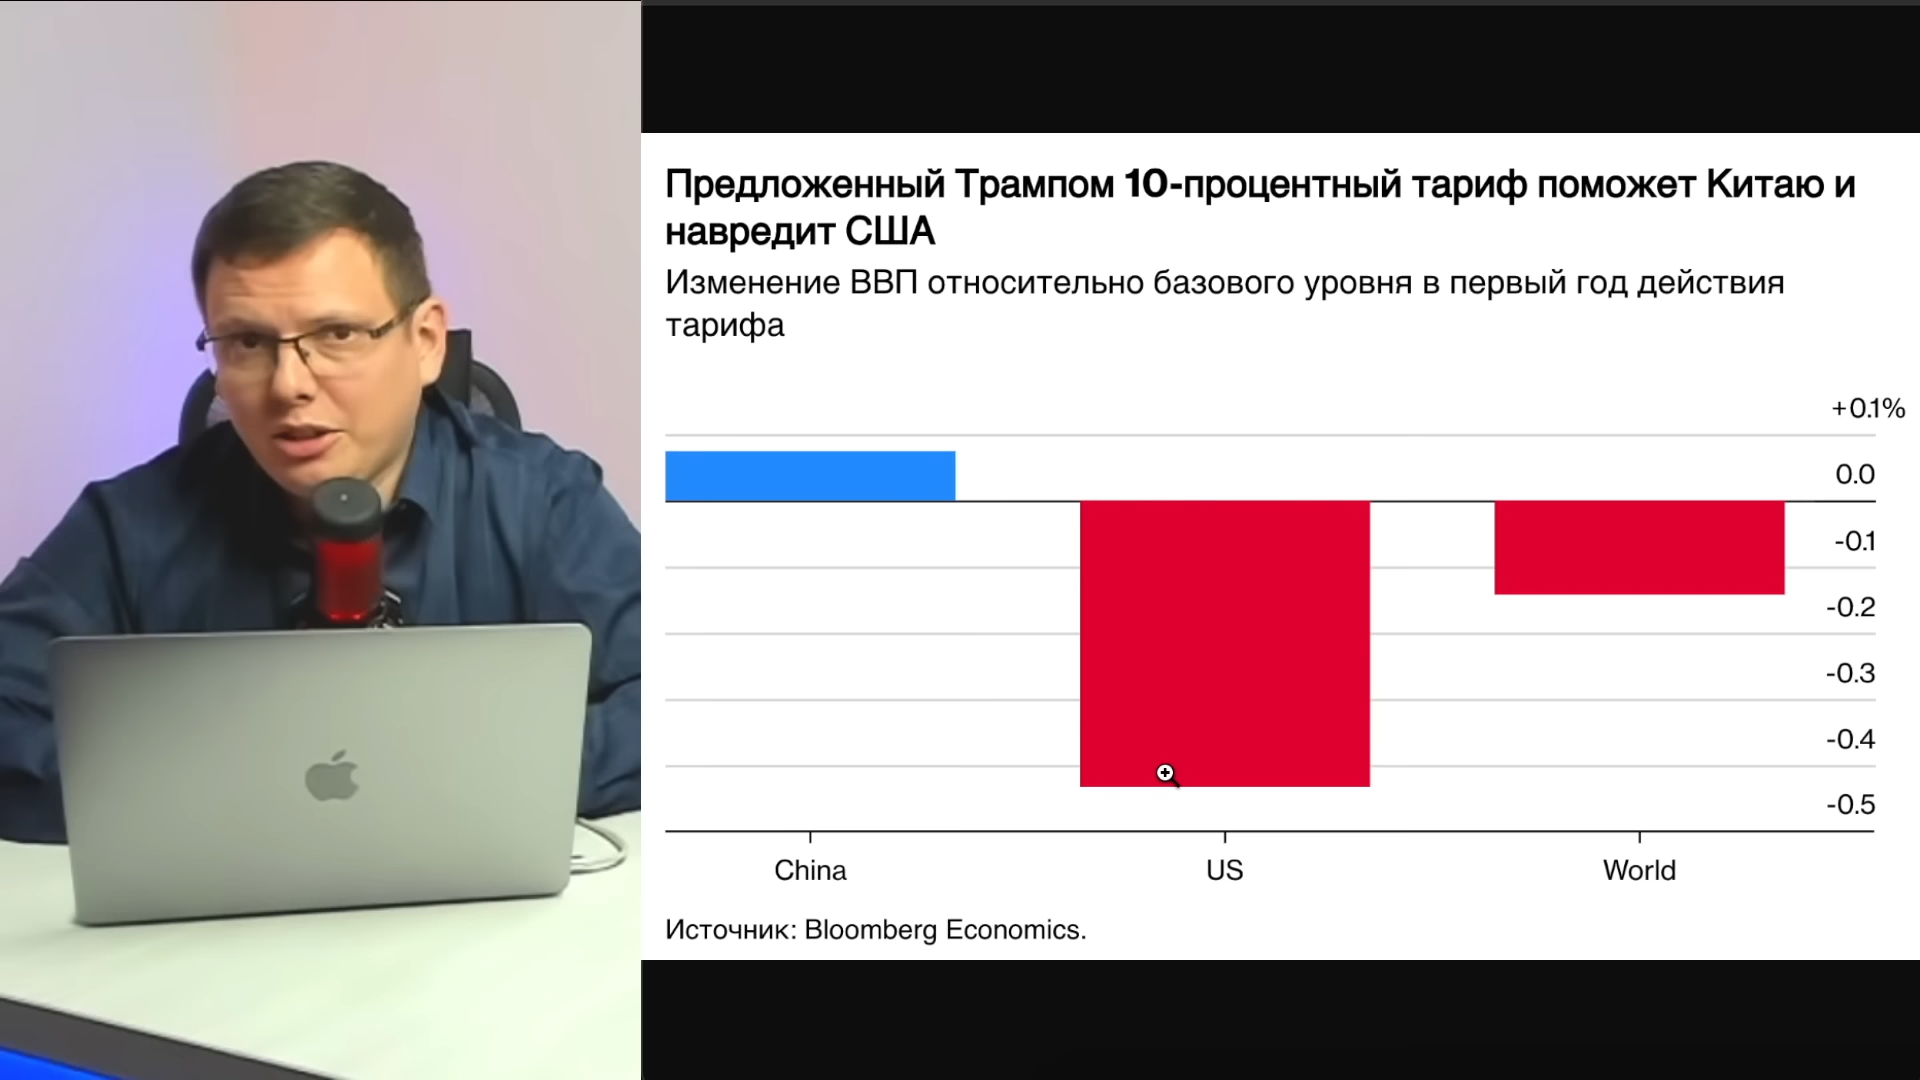 Предложенный Трампом 10-процентный тариф поможет Китаю и
навредит США
Изменение ВВП относительно базового уровня в первый год действия
тарифа
+0.1%
0.0
-0.1
-0.2
-0.3
-0.4
-0.5
China US World
Источник: Bloomberg Economics.